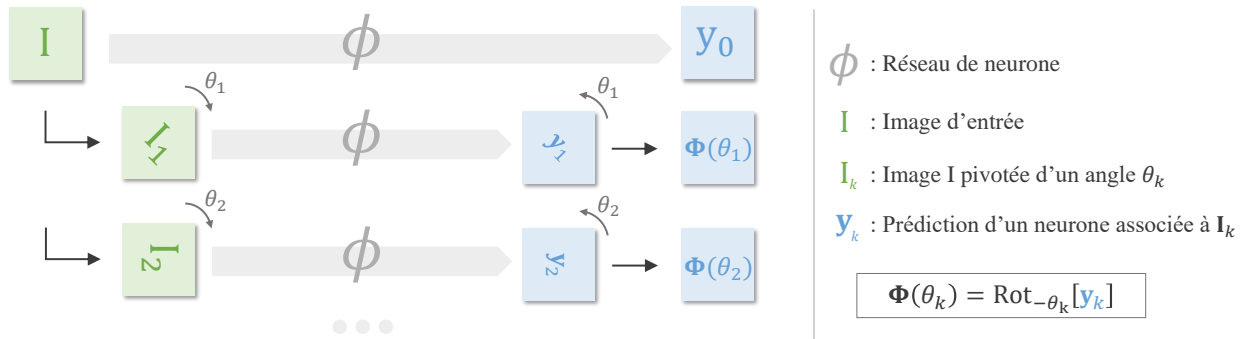 I ϕ y₀
θ₁ θ₁
I₁ ϕ y₁ Φ(θ₁)
θ₂ θ₂
I₂ ϕ y₂ Φ(θ₂)
ϕ : Réseau de neurone
I : Image d'entrée
Iₖ : Image I pivotée d'un angle θₖ
yₖ : Prédiction d'un neurone associée à Iₖ
Φ(θₖ) = Rot₋θₖ[yₖ]